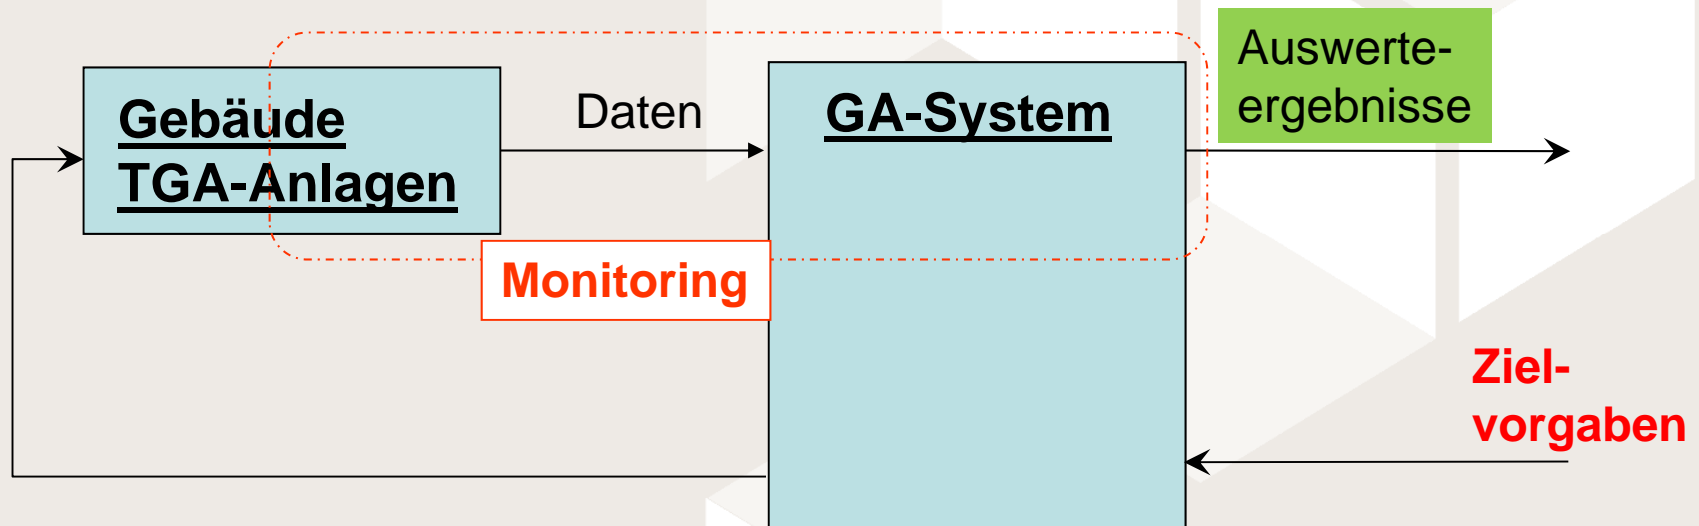 Gebäude
TGA-Anlagen
Daten
GA-System
Auswerte-
ergebnisse
Monitoring
Ziel-
vorgaben